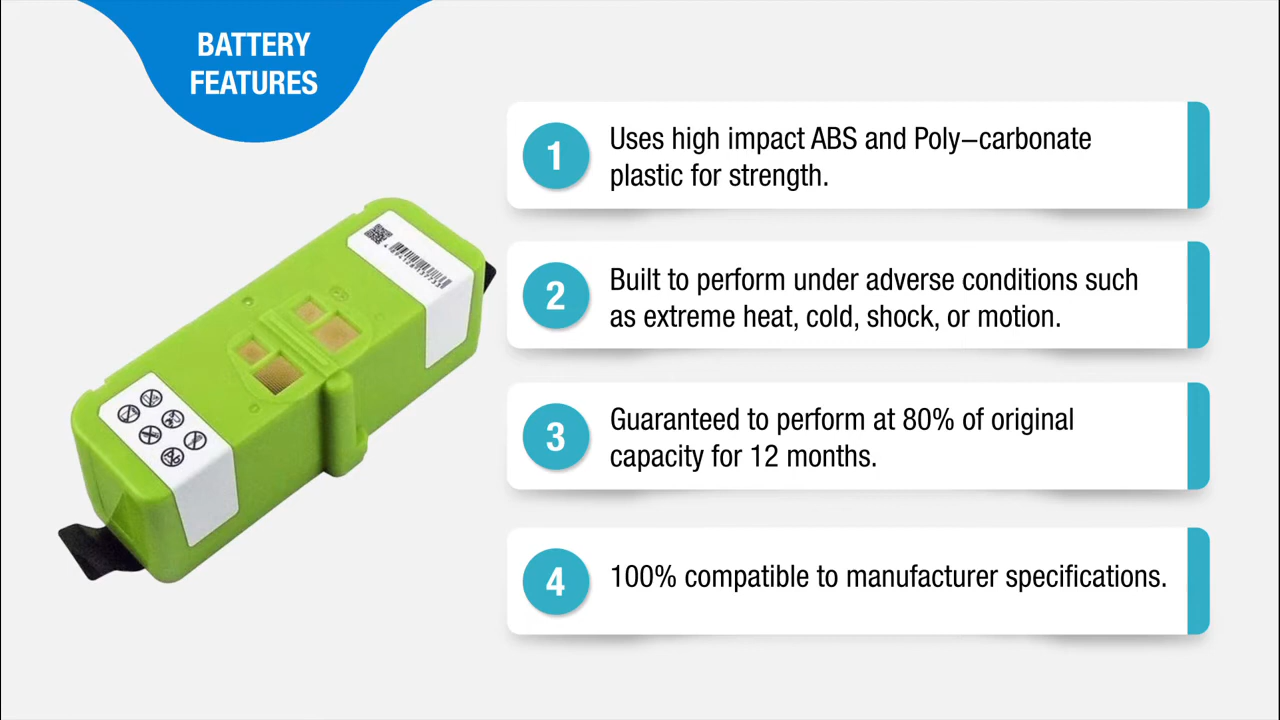 BATTERY
FEATURES
1
Uses high impact ABS and Poly–carbonate
plastic for strength.
2
Built to perform under adverse conditions such
as extreme heat, cold, shock, or motion.
3
Guaranteed to perform at 80% of original
capacity for 12 months.
4
100% compatible to manufacturer specifications.